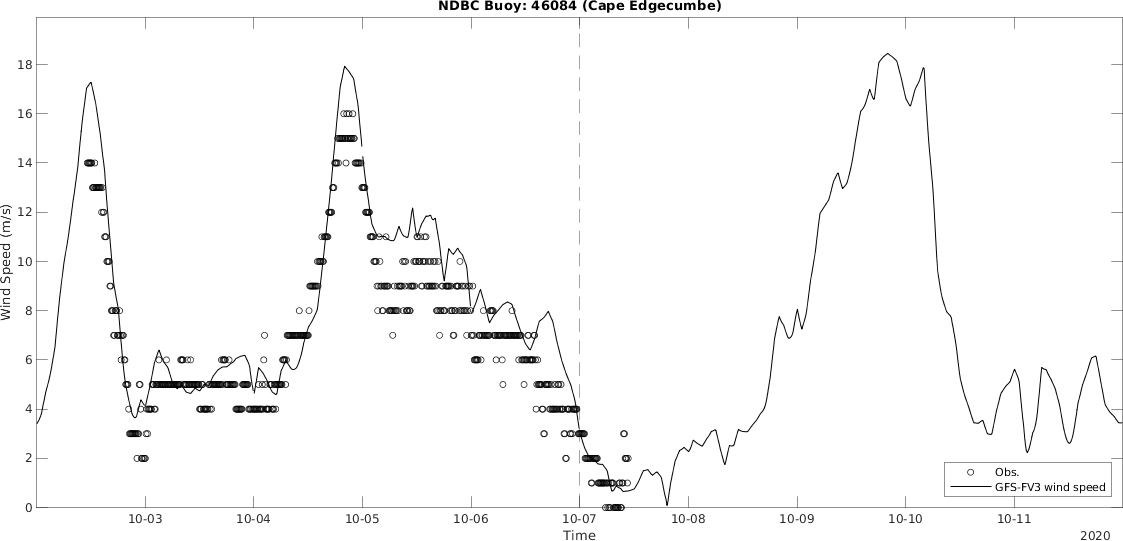 NDBC Buoy: 46084 (Cape Edgecumbe)
18
16
14
12
10
8
6
4
2
0
Wind Speed (m/s)
Obs.
GFS-FV3 wind speed
10-03 10-04 10-05 10-06 10-07 10-08 10-09 10-10 10-11
Time
2020